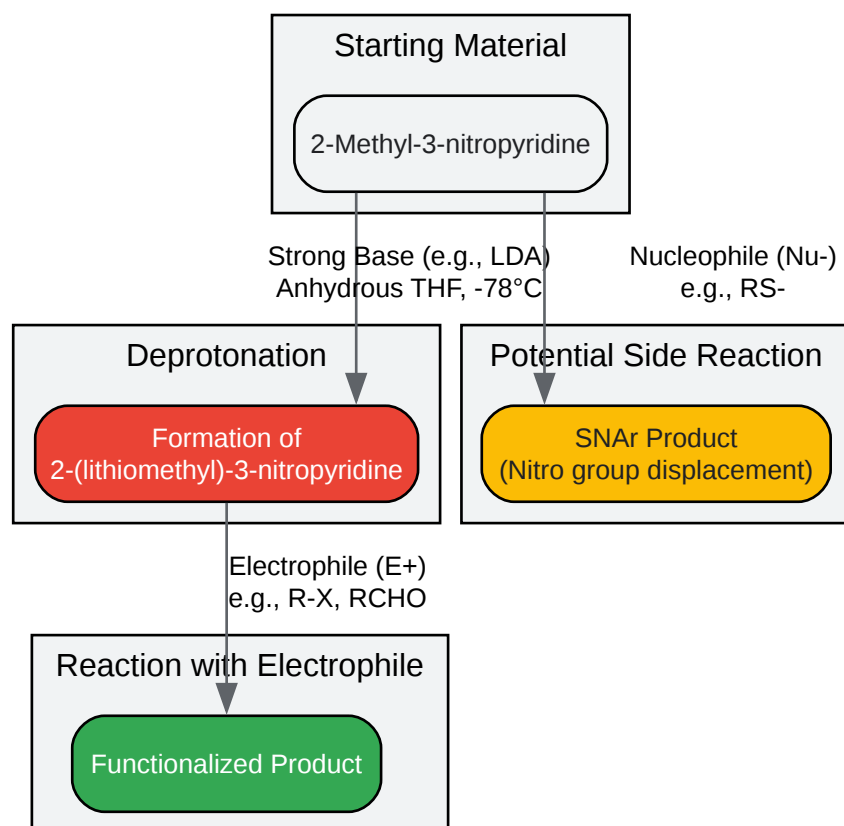 Starting Material
2-Methyl-3-nitropyridine
Strong Base (e.g., LDA)
Anhydrous THF, -78°C
Nucleophile (Nu-)
e.g., RS-
Deprotonation
Formation of
2-(lithiomethyl)-3-nitropyridine
Potential Side Reaction
SNAr Product
(Nitro group displacement)
Electrophile (E+)
e.g., R-X, RCHO
Reaction with Electrophile
Functionalized Product